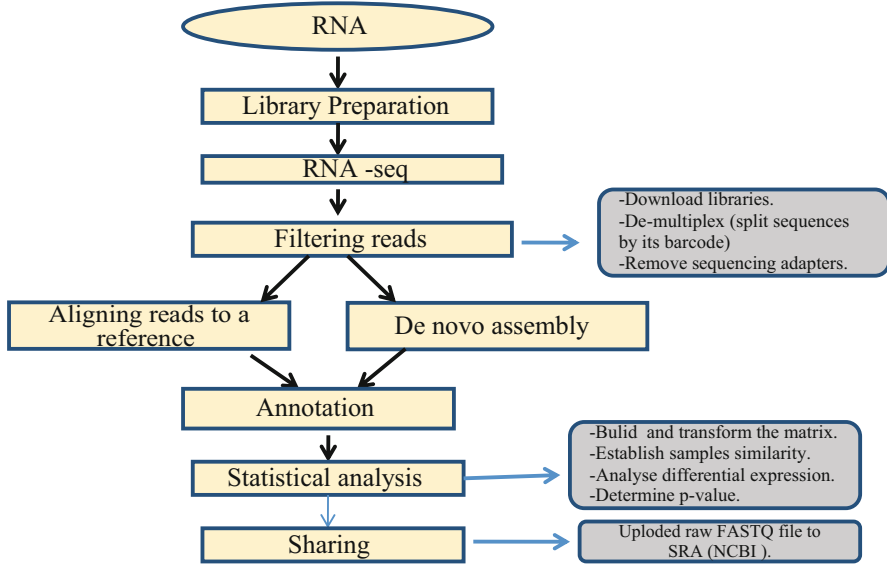 RNA
Library Preparation
RNA -seq
Filtering reads
-Download libraries.
-De-multiplex (split sequences
by its barcode)
-Remove sequencing adapters.
Aligning reads to a
reference
De novo assembly
Annotation
Statistical analysis
-Bulid and transform the matrix.
-Establish samples similarity.
-Analyse differential expression.
-Determine p-value.
Sharing
Uploded raw FASTQ file to
SRA (NCBI ).